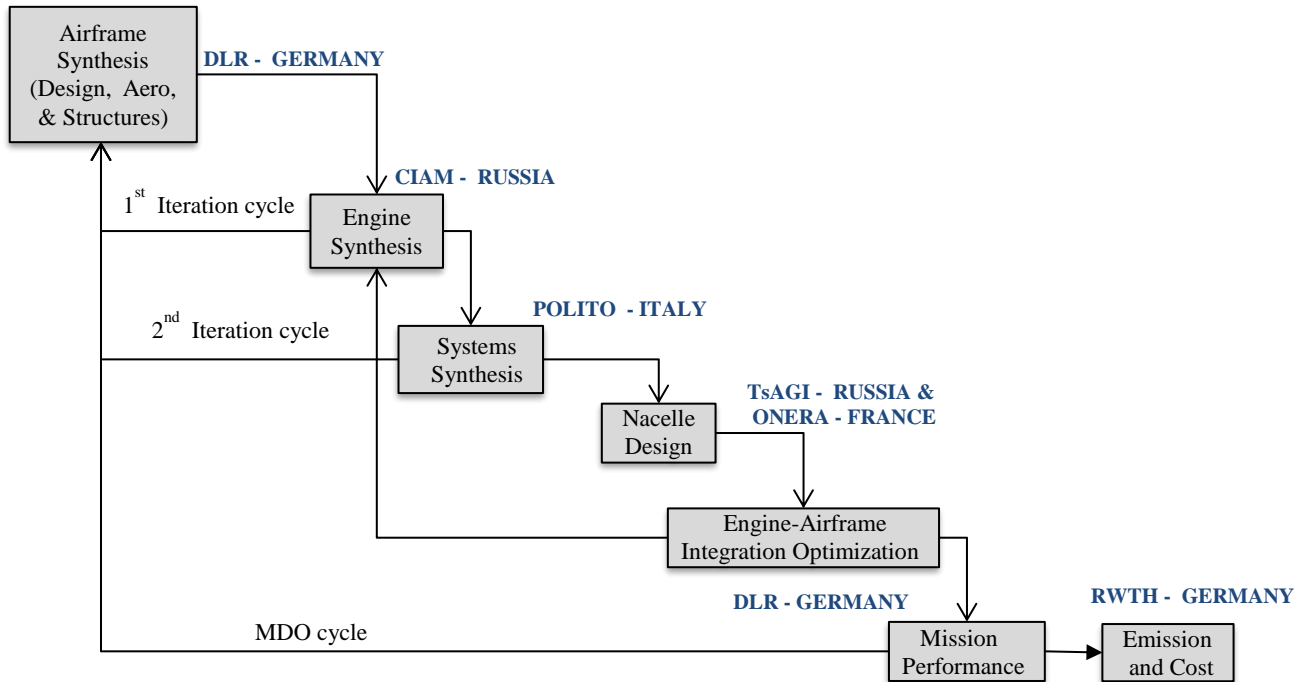 Airframe
Synthesis
(Design, Aero,
& Structures)
DLR - GERMANY
CIAM - RUSSIA
1st Iteration cycle
Engine
Synthesis
POLITO - ITALY
2nd Iteration cycle
Systems
Synthesis
TsAGI - RUSSIA &
ONERA - FRANCE
Nacelle
Design
Engine-Airframe
Integration Optimization
DLR - GERMANY
RWTH - GERMANY
MDO cycle
Mission
Performance
Emission
and Cost